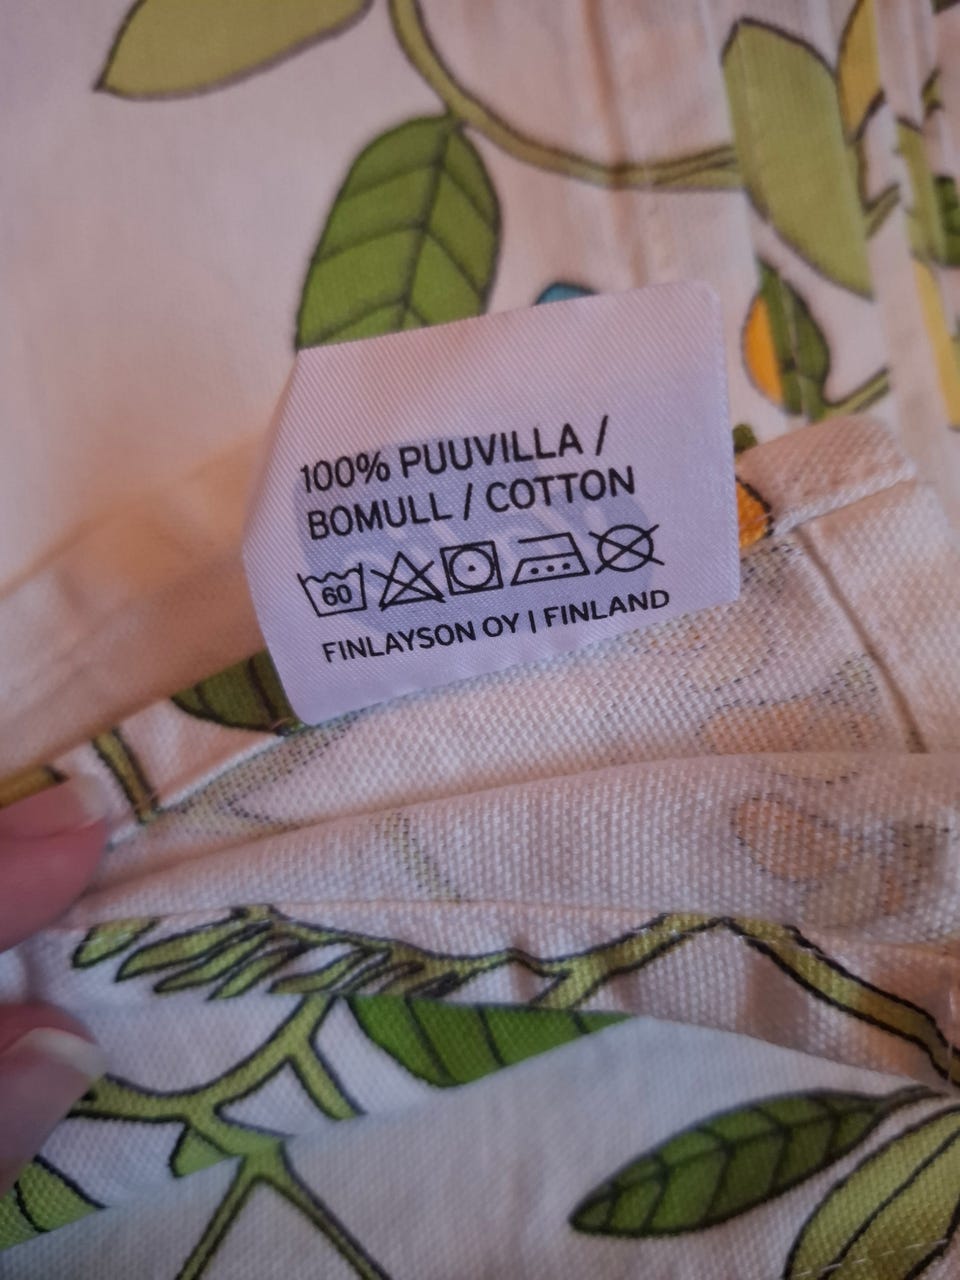 100% PUUVILLA /
BOMULL / COTTON
60
FINLAYSON OY | FINLAND